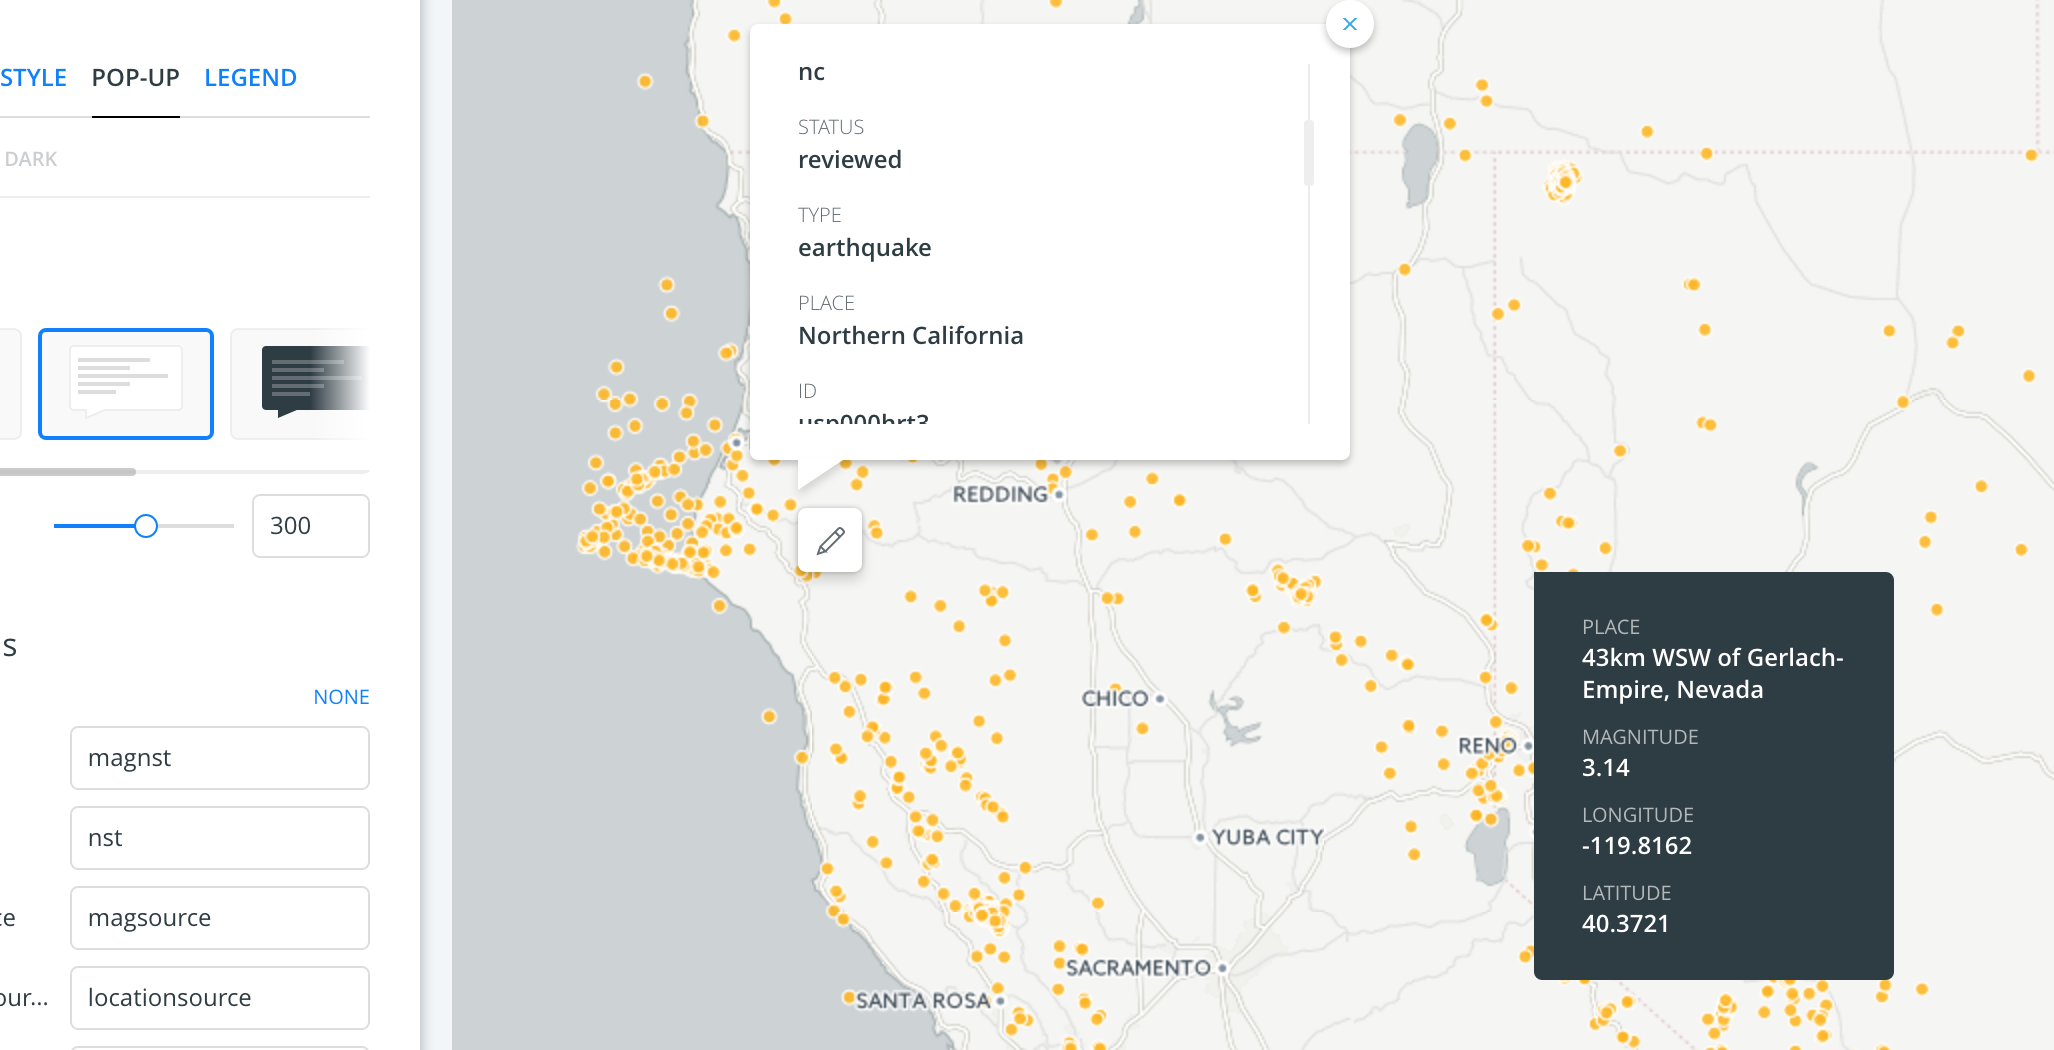 STYLE POP-UP LEGEND
DARK
300
s
NONE
magnst
nst
ce
magsource
our...
locationsource
nc
STATUS
reviewed
TYPE
earthquake
PLACE
Northern California
ID
usp000hrt3
REDDING
CHICO
RENO
YUBA CITY
SACRAMENTO
SANTA ROSA
PLACE
43km WSW of Gerlach-
Empire, Nevada
MAGNITUDE
3.14
LONGITUDE
-119.8162
LATITUDE
40.3721